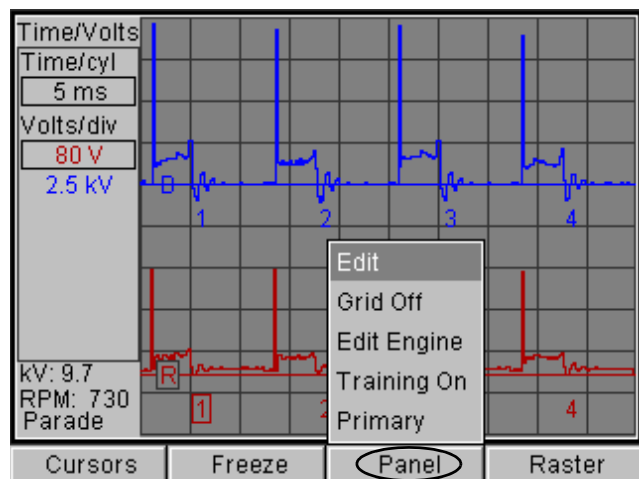 Time/Volts
Time/cyl
5 ms
Volts/div
80 V
2.5 kV
B
1 2 3 4
Edit
Grid Off
Edit Engine
Training On
Primary
R
1 2 4
kV: 9.7
RPM: 730
Parade
Cursors Freeze Panel Raster